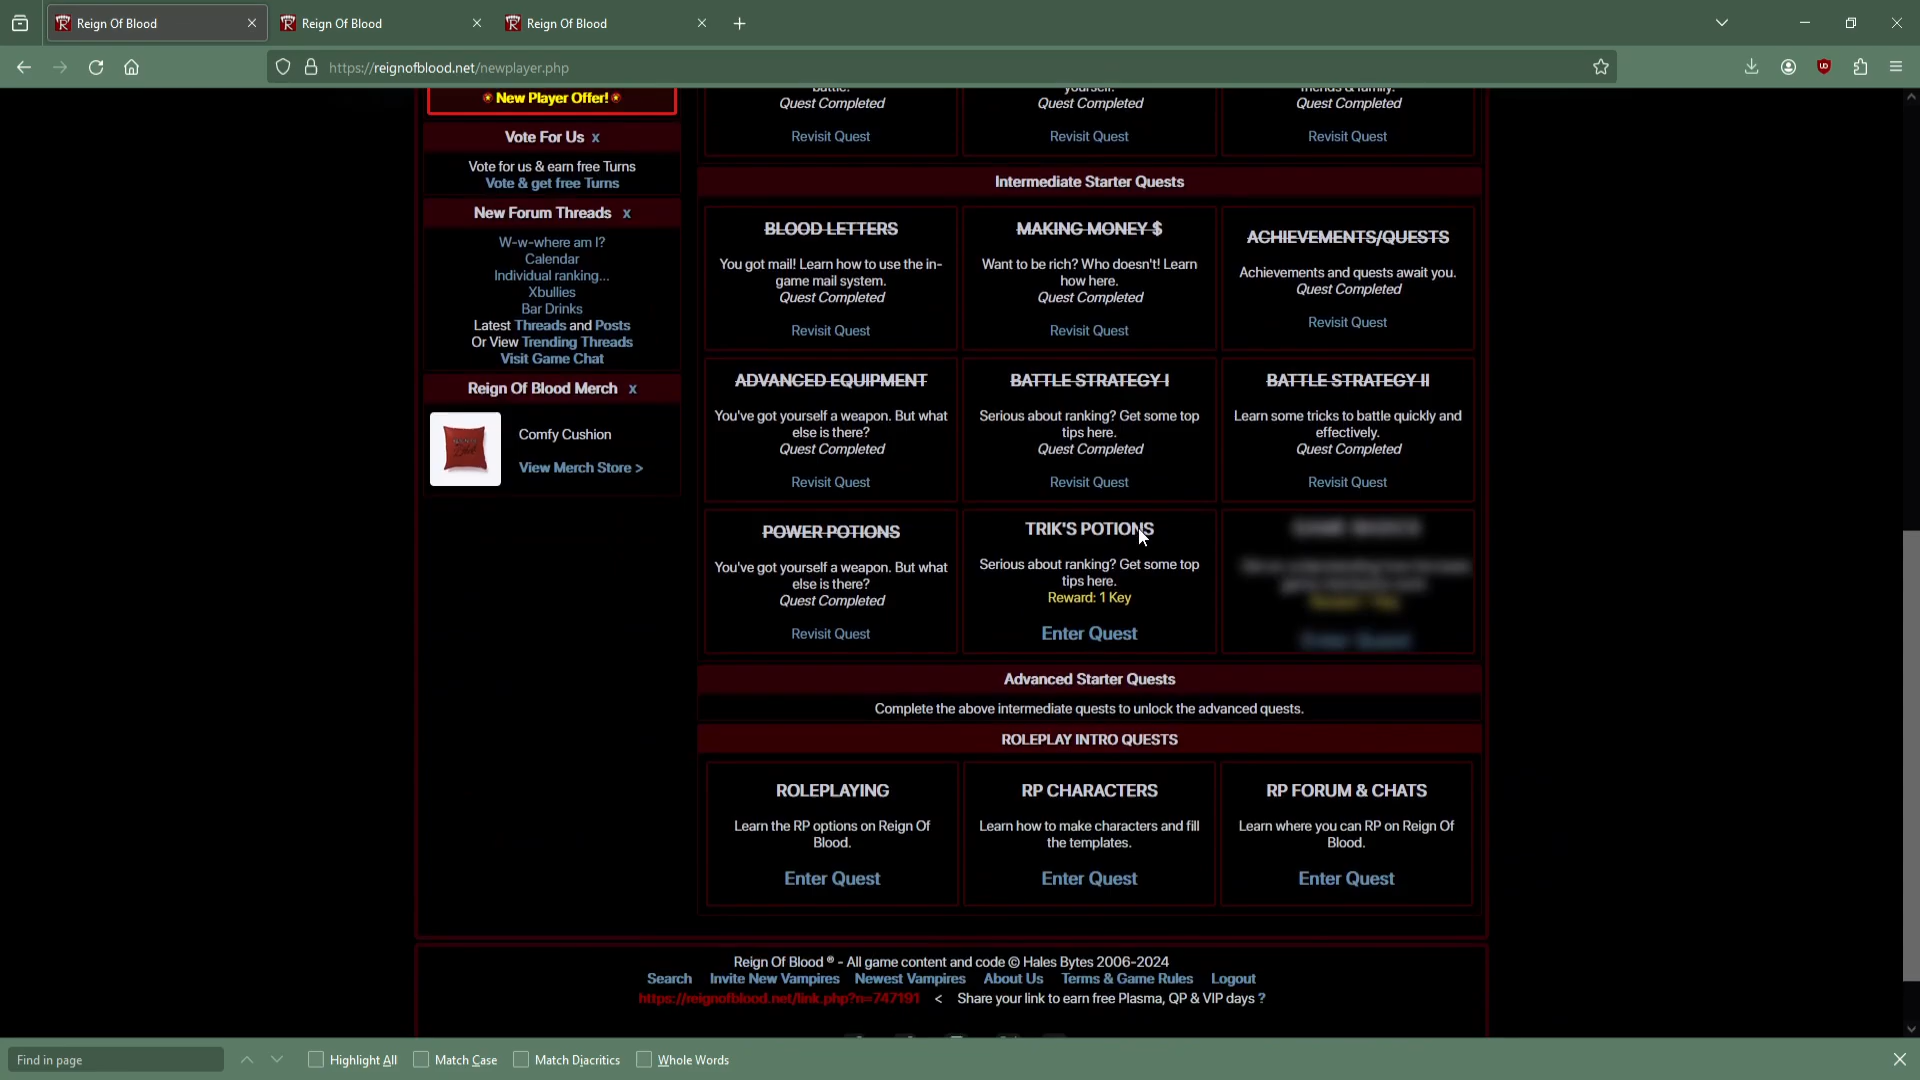 Reign Of Blood
Reign Of Blood
Reign Of Blood
https://reignofblood.net/newplayer.php
New Player Offer!
Vote For Us x
Vote for us & earn free Turns
Vote & get free Turns
New Forum Threads x
W-w-where am I?
Calendar
Individual ranking...
Xbullies
Bar Drinks
Latest Threads and Posts
Or View Trending Threads
Visit Game Chat
Reign Of Blood Merch x
Comfy Cushion
View Merch Store >
battle.
Quest Completed
Revisit Quest
yourself.
Quest Completed
Revisit Quest
friends & family.
Quest Completed
Revisit Quest
Intermediate Starter Quests
BLOOD LETTERS
You got mail! Learn how to use the in-
game mail system.
Quest Completed
Revisit Quest
MAKING MONEY $
Want to be rich? Who doesn't! Learn
how here.
Quest Completed
Revisit Quest
ACHIEVEMENTS/QUESTS
Achievements and quests await you.
Quest Completed
Revisit Quest
ADVANCED EQUIPMENT
You've got yourself a weapon. But what
else is there?
Quest Completed
Revisit Quest
BATTLE STRATEGY I
Serious about ranking? Get some top
tips here.
Quest Completed
Revisit Quest
BATTLE STRATEGY II
Learn some tricks to battle quickly and
effectively.
Quest Completed
Revisit Quest
POWER POTIONS
You've got yourself a weapon. But what
else is there?
Quest Completed
Revisit Quest
TRIK'S POTIONS
Serious about ranking? Get some top
tips here.
Reward: 1 Key
Enter Quest
GAME BASICS
Enter Quest
Advanced Starter Quests
Complete the above intermediate quests to unlock the advanced quests.
ROLEPLAY INTRO QUESTS
ROLEPLAYING
Learn the RP options on Reign Of
Blood.
Enter Quest
RP CHARACTERS
Learn how to make characters and fill
the templates.
Enter Quest
RP FORUM & CHATS
Learn where you can RP on Reign Of
Blood.
Enter Quest
Reign Of Blood ® - All game content and code © Hales Bytes 2006-2024
Search Invite New Vampires Newest Vampires About Us Terms & Game Rules Logout
https://reignofblood.net/link.php?n=747191 < Share your link to earn free Plasma, QP & VIP days ?
Find in page Highlight All Match Case Match Diacritics Whole Words